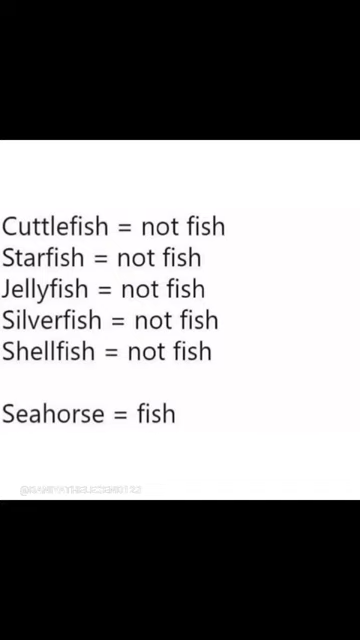 Cuttlefish = not fish
Starfish = not fish
Jellyfish = not fish
Silverfish = not fish
Shellfish = not fish
Seahorse = fish